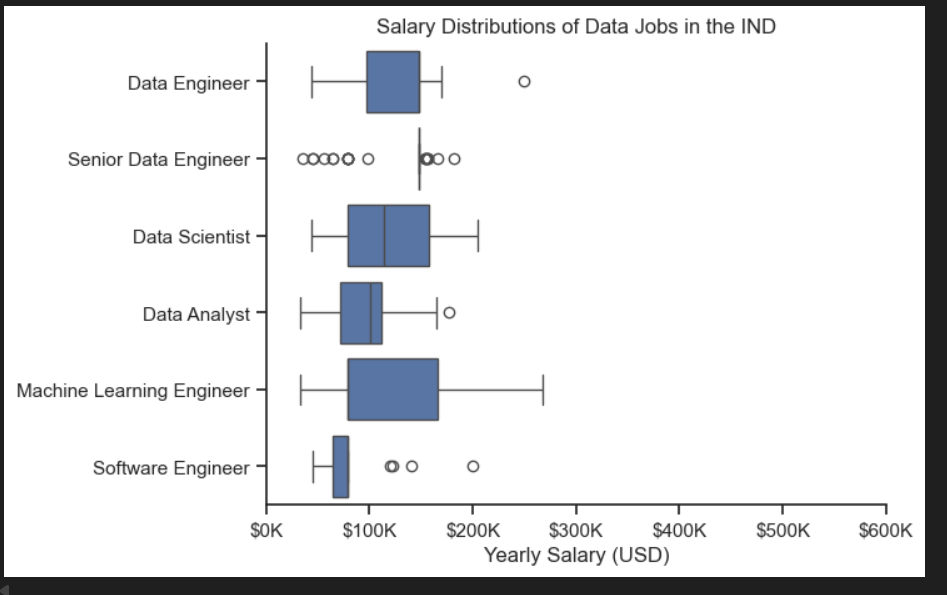 Salary Distributions of Data Jobs in the IND
Data Engineer
Senior Data Engineer
Data Scientist
Data Analyst
Machine Learning Engineer
Software Engineer
$0K $100K $200K $300K $400K $500K $600K
Yearly Salary (USD)